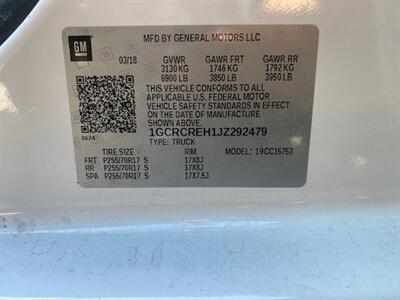 GM
MFD BY GENERAL MOTORS LLC
03/18 GVWR GAWR FRT GAWR RR
3130 KG 1746 KG 1792 KG
6900 LB 3850 LB 3950 LB
THIS VEHICLE CONFORMS TO ALL
APPLICABLE U.S. FEDERAL MOTOR
VEHICLE SAFETY STANDARDS IN EFFECT
ON THE DATE OF MANUFACTURE
SHOWN ABOVE.
1GCRCREH1JZ292479
TYPE: TRUCK
TIRE SIZE RIM 19CC15753
FRT P255/70R17 S 17X8J
RR P255/70R17 S 17X8J
SPA P255/70R17 S 17X7.5J